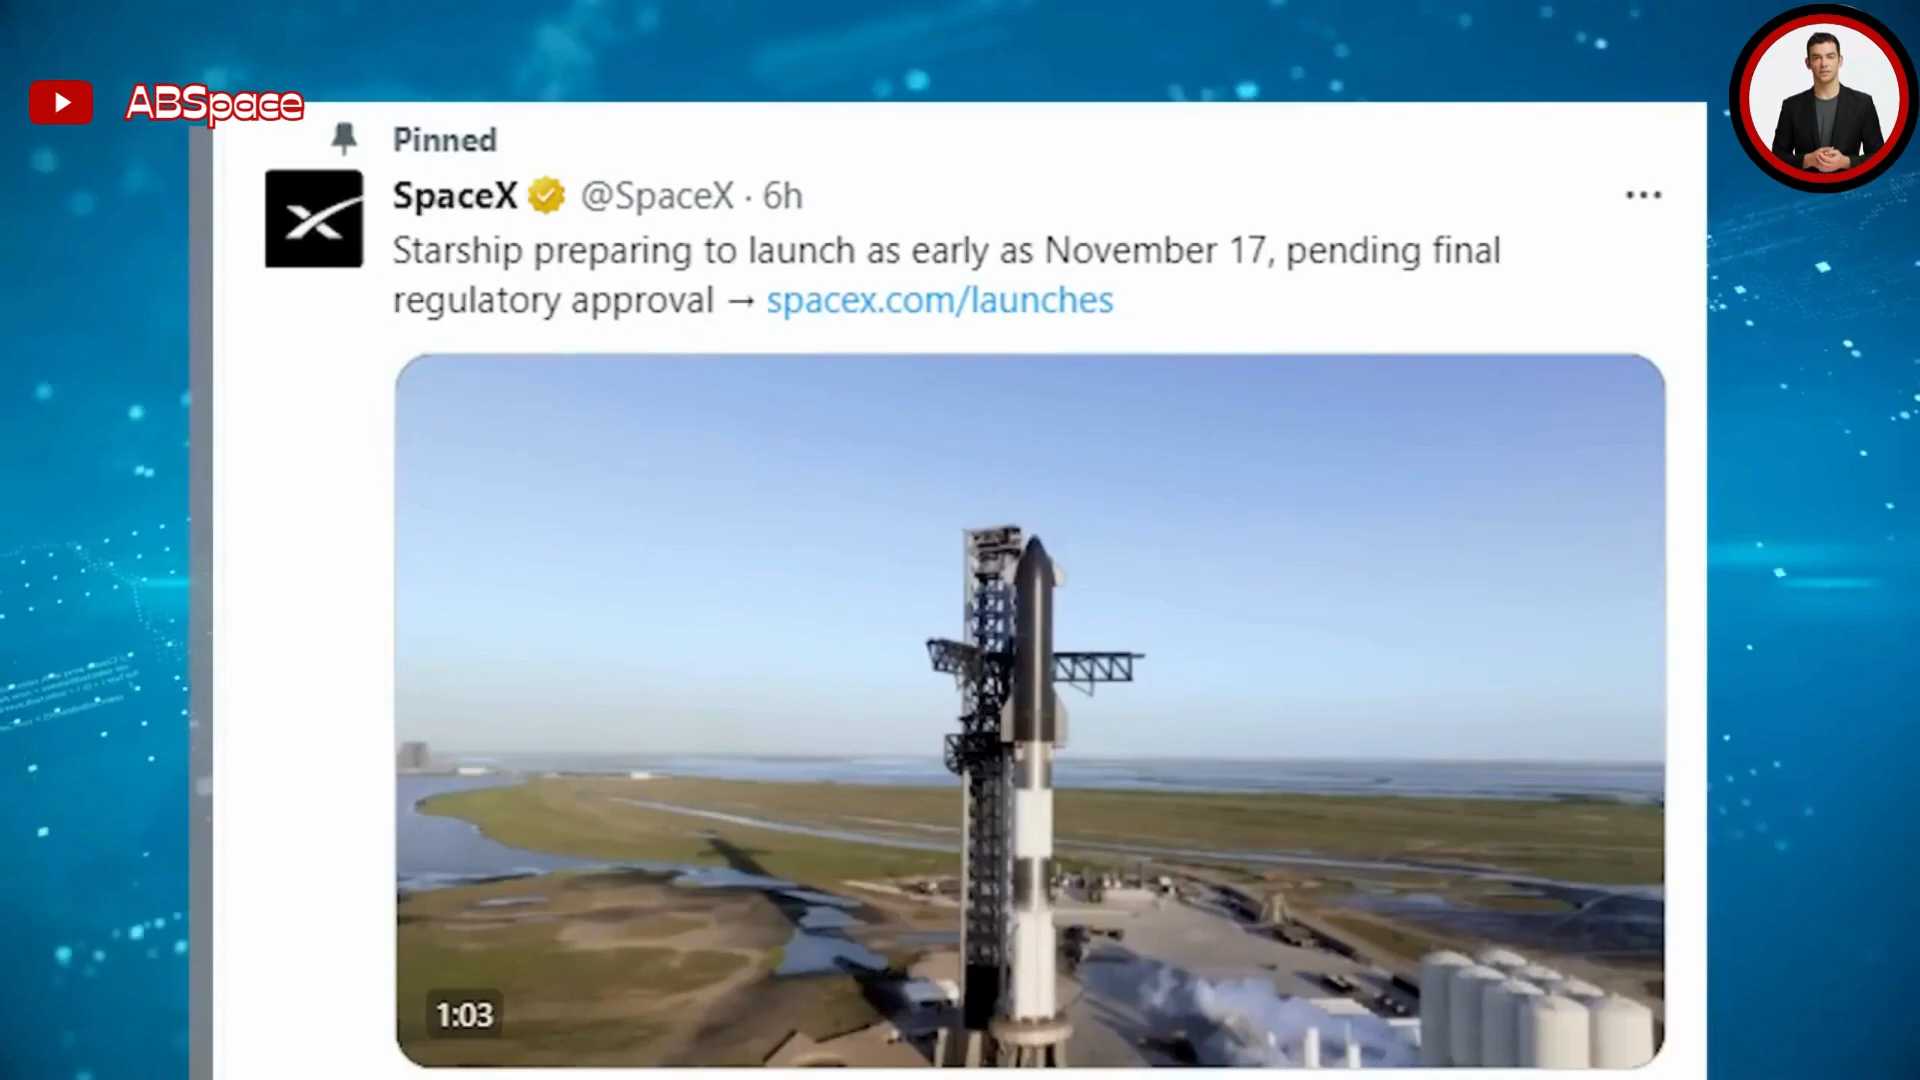 ABSpace
Pinned
SpaceX @SpaceX · 6h
Starship preparing to launch as early as November 17, pending final
regulatory approval → spacex.com/launches
1:03